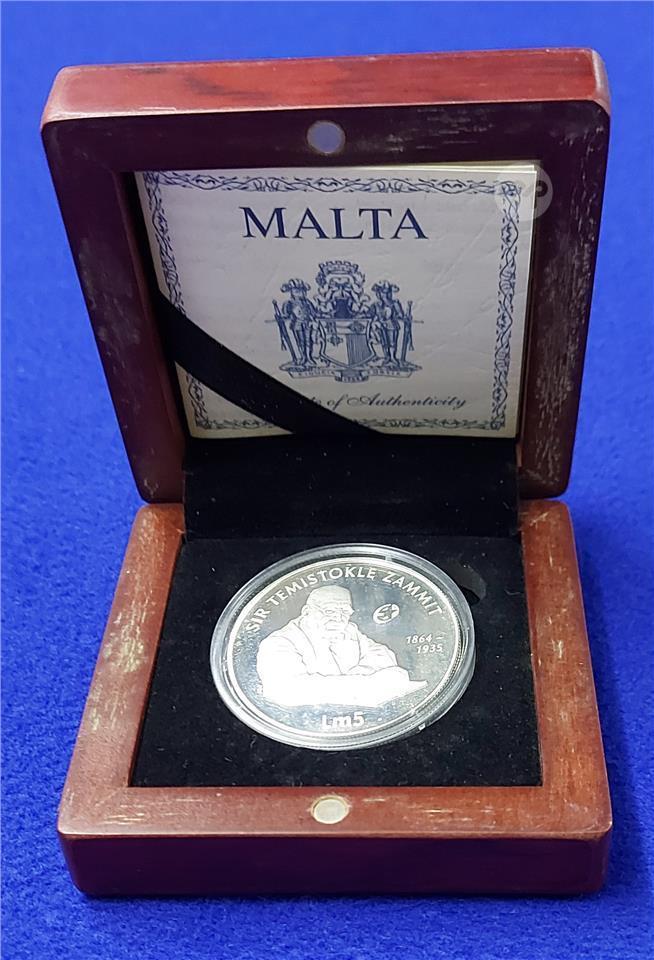 MALTA
of Authenticity
SIR TEMISTOKLE ZAMMIT
1864 –
1935
Lm5